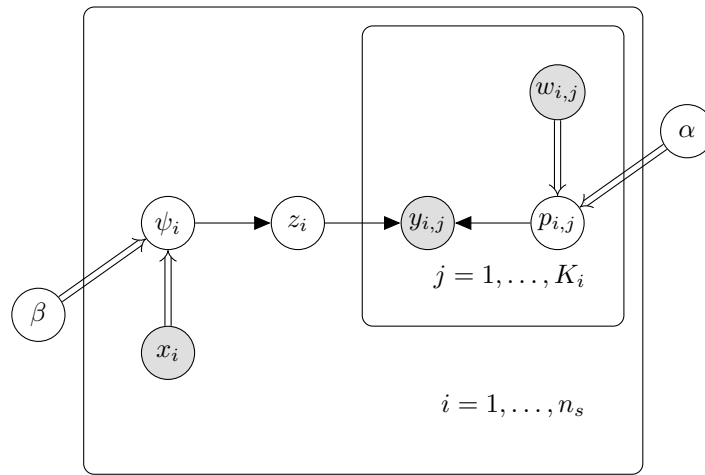 w_{i,j}
α
ψ_i
z_i
y_{i,j}
p_{i,j}
j = 1, . . . , K_i
β
x_i
i = 1, . . . , n_s